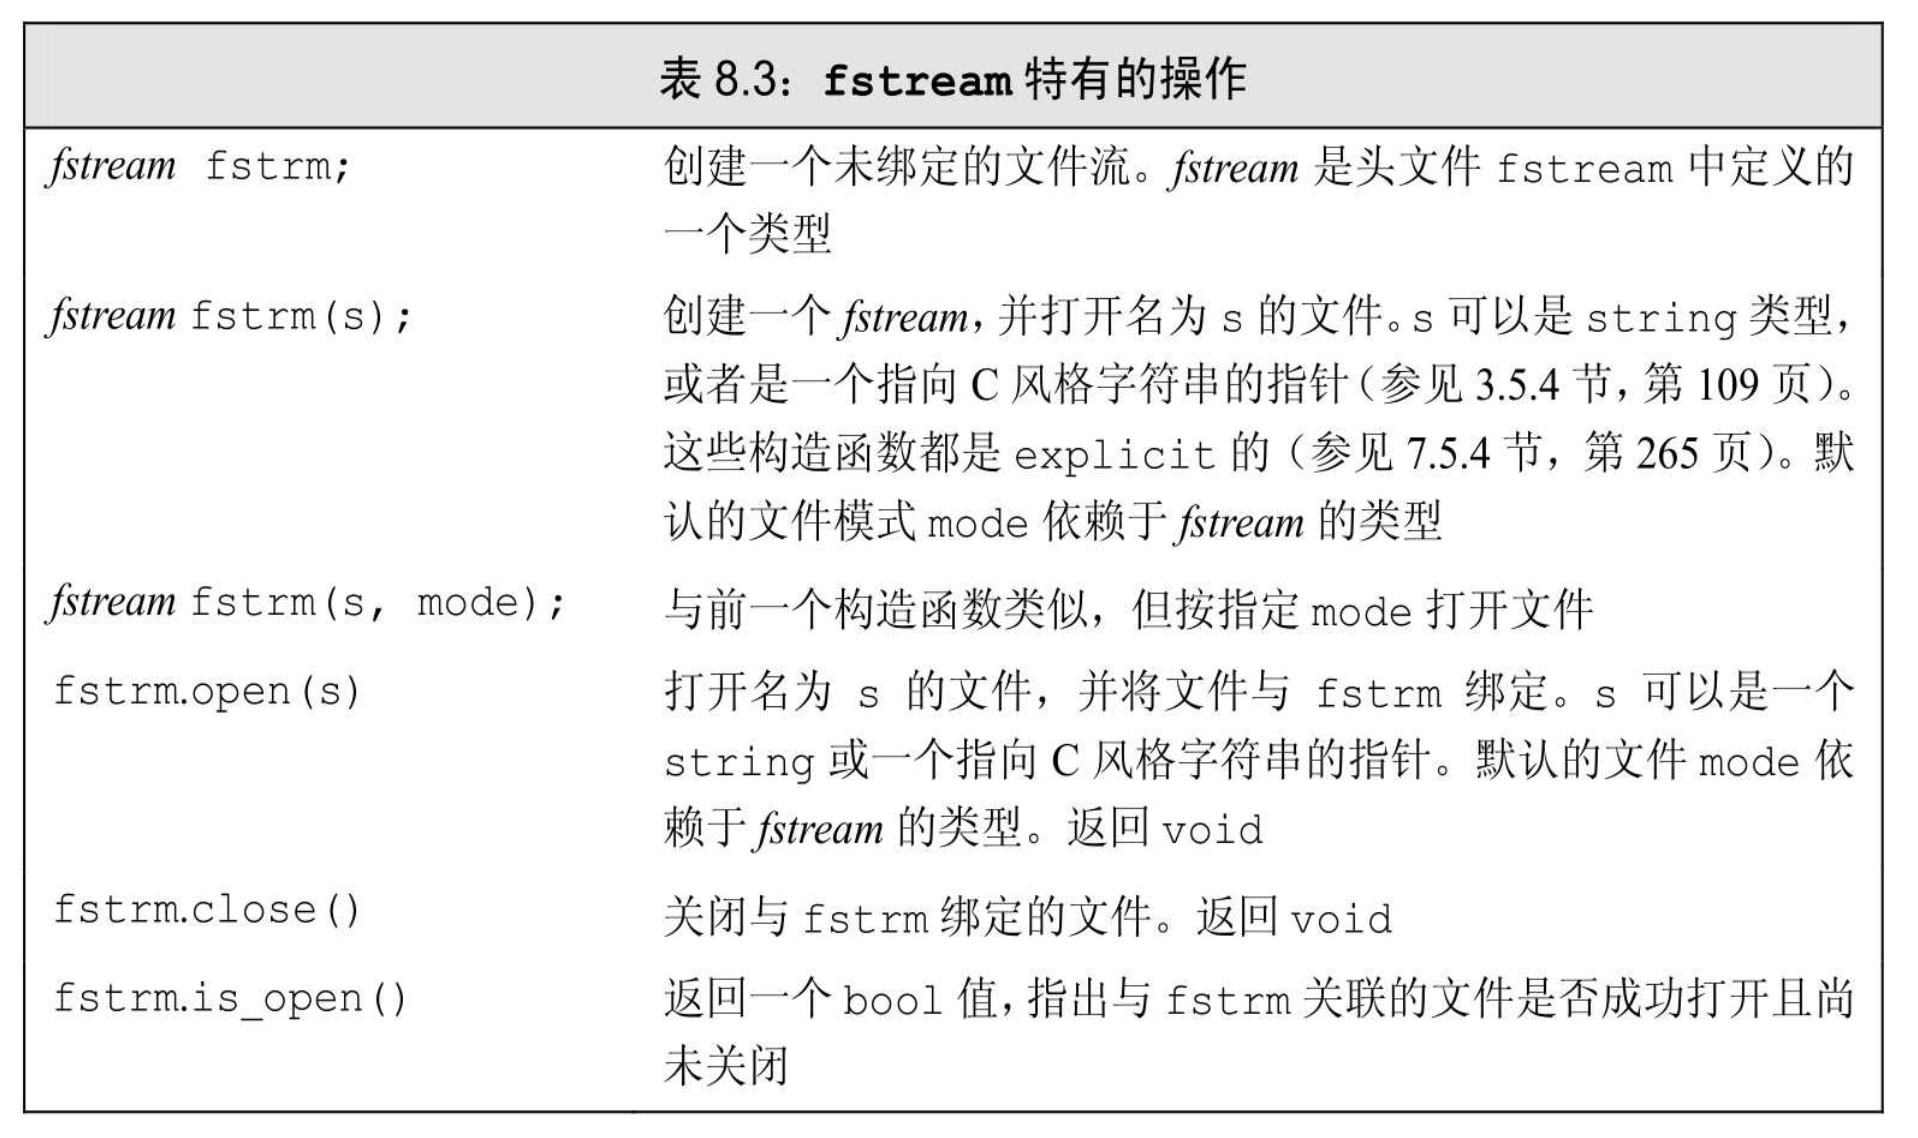 表 8.3：fstream 特有的操作
fstream fstrm;
创建一个未绑定的文件流。fstream 是头文件 fstream 中定义的
一个类型
fstream fstrm(s);
创建一个 fstream，并打开名为 s 的文件。s 可以是 string 类型，
或者是一个指向 C 风格字符串的指针（参见 3.5.4 节，第 109 页）。
这些构造函数都是 explicit 的（参见 7.5.4 节，第 265 页）。默
认的文件模式 mode 依赖于 fstream 的类型
fstream fstrm(s, mode);
与前一个构造函数类似，但按指定 mode 打开文件
fstrm.open(s)
打开名为 s 的文件，并将文件与 fstrm 绑定。s 可以是一个
string 或一个指向 C 风格字符串的指针。默认的文件 mode 依
赖于 fstream 的类型。返回 void
fstrm.close()
关闭与 fstrm 绑定的文件。返回 void
fstrm.is_open()
返回一个 bool 值，指出与 fstrm 关联的文件是否成功打开且尚
未关闭